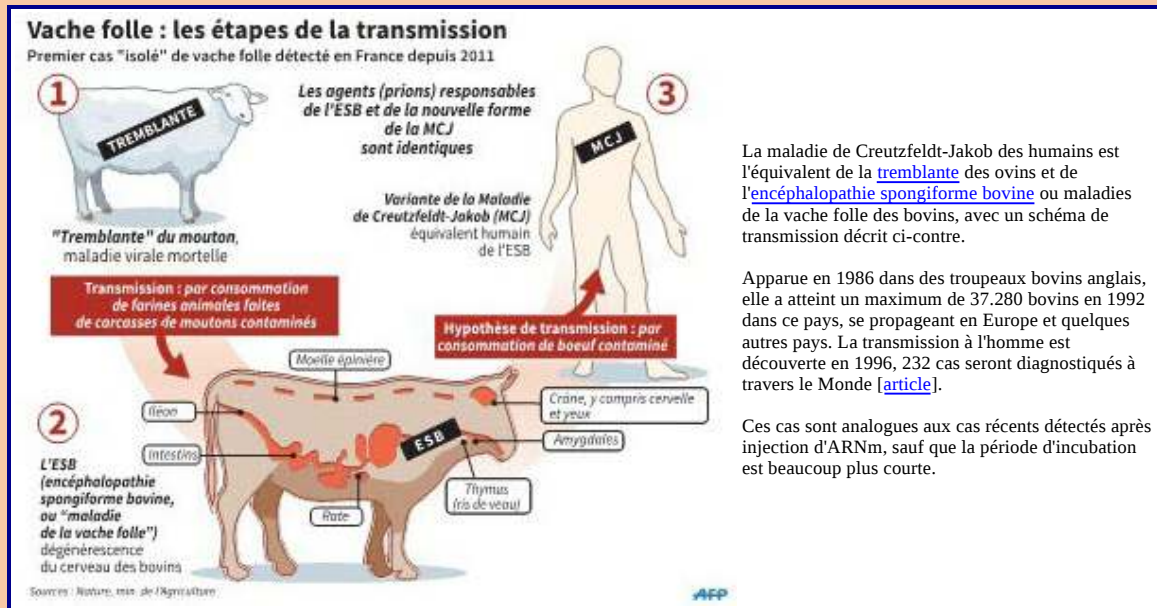 Vache folle : les étapes de la transmission
Premier cas "isolé" de vache folle détecté en France depuis 2011
1
TREMBLANTE
"Tremblante" du mouton,
maladie virale mortelle
Les agents (prions) responsables
de l'ESB et de la nouvelle forme
de la MCJ
sont identiques
3
MCJ
Variante de la Maladie
de Creutzfeldt-Jakob (MCJ)
équivalent humain
de l'ESB
Transmission : par consommation
de farines animales faites
de carcasses de moutons contaminés
Hypothèse de transmission : par
consommation de boeuf contaminé
Moelle épinière
Iléon
Intestins
Rate
Thymus
(ris de veau)
Amygdales
Crâne, y compris cervelle
et yeux
ESB
2
L'ESB
(encéphalopathie
spongiforme bovine,
ou "maladie
de la vache folle")
dégénérescence
du cerveau des bovins
Sources : Nature, min. de l'Agriculture
AFP
La maladie de Creutzfeldt-Jakob des humains est
l'équivalent de la tremblante des ovins et de
l'encéphalopathie spongiforme bovine ou maladies
de la vache folle des bovins, avec un schéma de
transmission décrit ci-contre.
Apparue en 1986 dans des troupeaux bovins anglais,
elle a atteint un maximum de 37.280 bovins en 1992
dans ce pays, se propageant en Europe et quelques
autres pays. La transmission à l'homme est
découverte en 1996, 232 cas seront diagnostiqués à
travers le Monde [article].
Ces cas sont analogues aux cas récents détectés après
injection d'ARNm, sauf que la période d'incubation
est beaucoup plus courte.